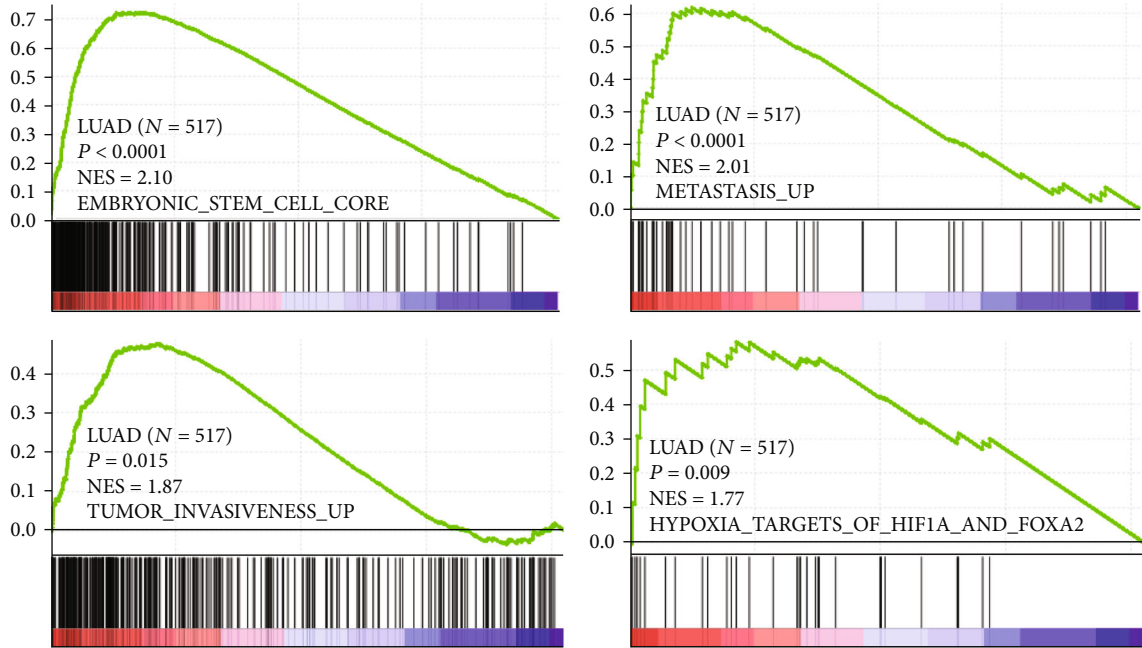 0.7
0.6
0.5
0.4
0.3
0.2
0.1
0.0
LUAD (N = 517)
P < 0.0001
NES = 2.10
EMBRYONIC_STEM_CELL_CORE
0.6
0.5
0.4
0.3
0.2
0.1
0.0
LUAD (N = 517)
P < 0.0001
NES = 2.01
METASTASIS_UP
0.4
0.3
0.2
0.1
0.0
LUAD (N = 517)
P = 0.015
NES = 1.87
TUMOR_INVASIVENESS_UP
0.5
0.4
0.3
0.2
0.1
0.0
LUAD (N = 517)
P = 0.009
NES = 1.77
HYPOXIA_TARGETS_OF_HIF1A_AND_FOXA2